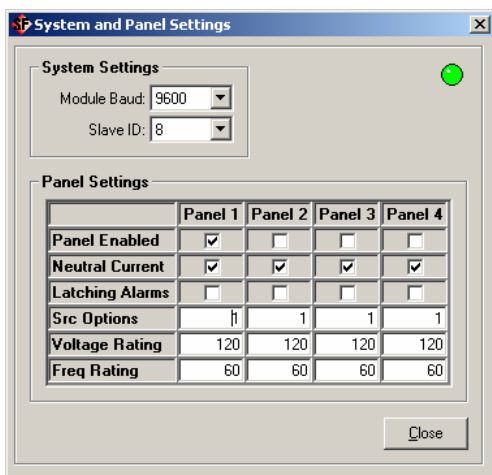 SF System and Panel Settings
System Settings
Module Baud: 9600
Slave ID: 8
Panel Settings
Panel 1 Panel 2 Panel 3 Panel 4
Panel Enabled
Neutral Current
Latching Alarms
Src Options 1 1 1 1
Voltage Rating 120 120 120 120
Freq Rating 60 60 60 60
Close